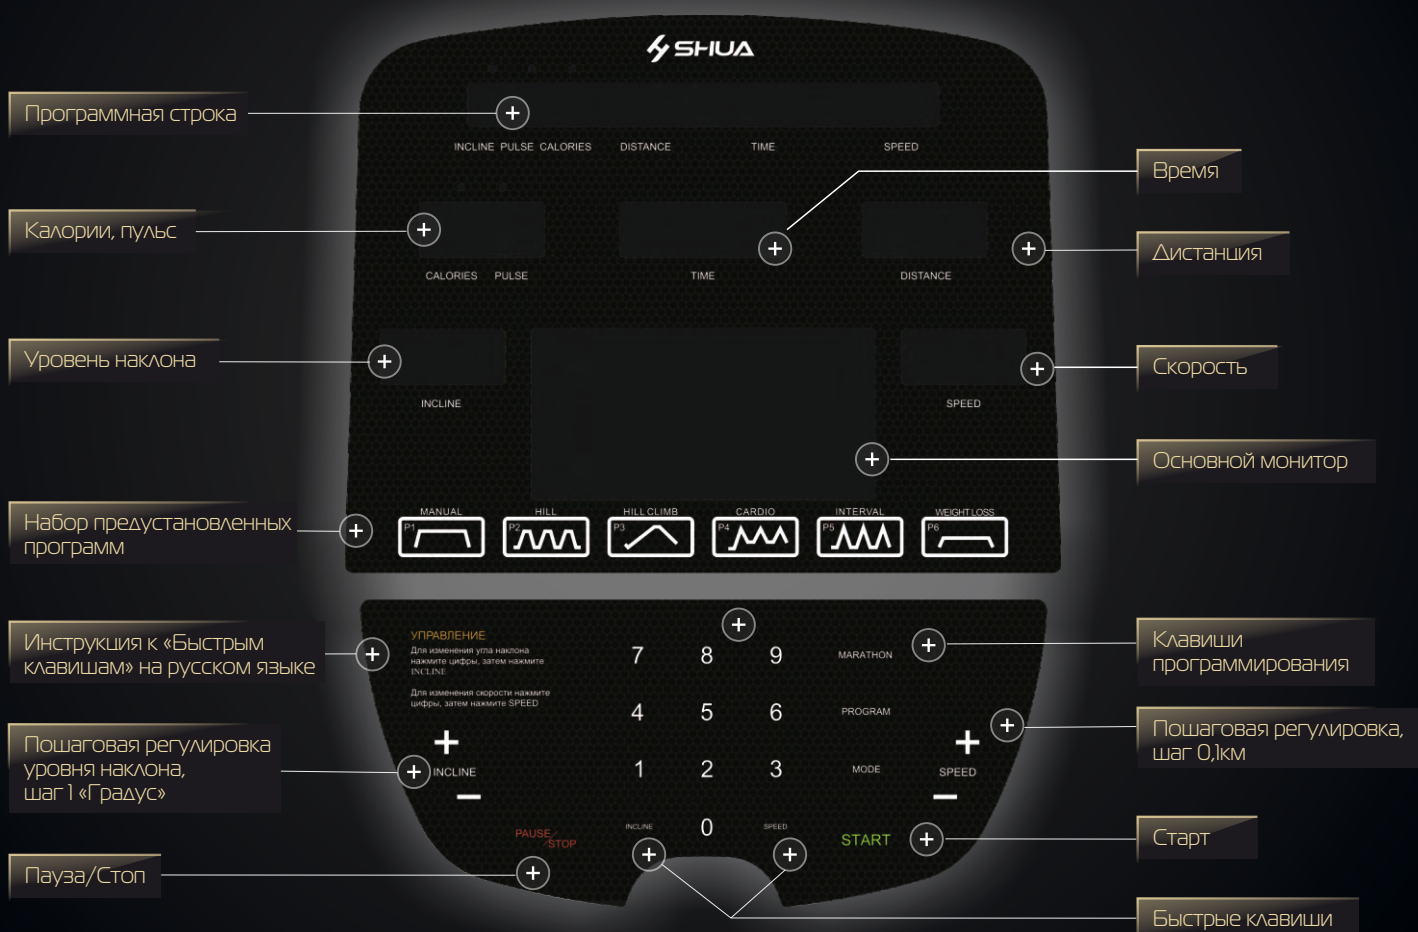 SHUA
Программная строка
INCLINE PULSE CALORIES DISTANCE TIME SPEED
Время
Калории, пульс
Дистанция
CALORIES PULSE TIME DISTANCE
Уровень наклона
Скорость
INCLINE SPEED
Основной монитор
Набор предустановленных
программ
MANUAL HILL HILL CLIMB CARDIO INTERVAL WEIGHT LOSS
P1 P2 P3 P4 P5 P6
Инструкция к «Быстрым
клавишам» на русском языке
УПРАВЛЕНИЕ
Для изменения угла наклона
нажмите цифры, затем нажмите
INCLINE
Для изменения скорости нажмите
цифры, затем нажмите SPEED
7 8 9 MARATHON
4 5 6 PROGRAM
1 2 3 MODE
0
Клавиши
программирования
Пошаговая регулировка
уровня наклона,
шаг 1 «Градус»
+
INCLINE
−
+
SPEED
−
Пошаговая регулировка,
шаг 0,1км
PAUSE/
STOP
INCLINE SPEED
START
Старт
Пауза/Стоп
Быстрые клавиши